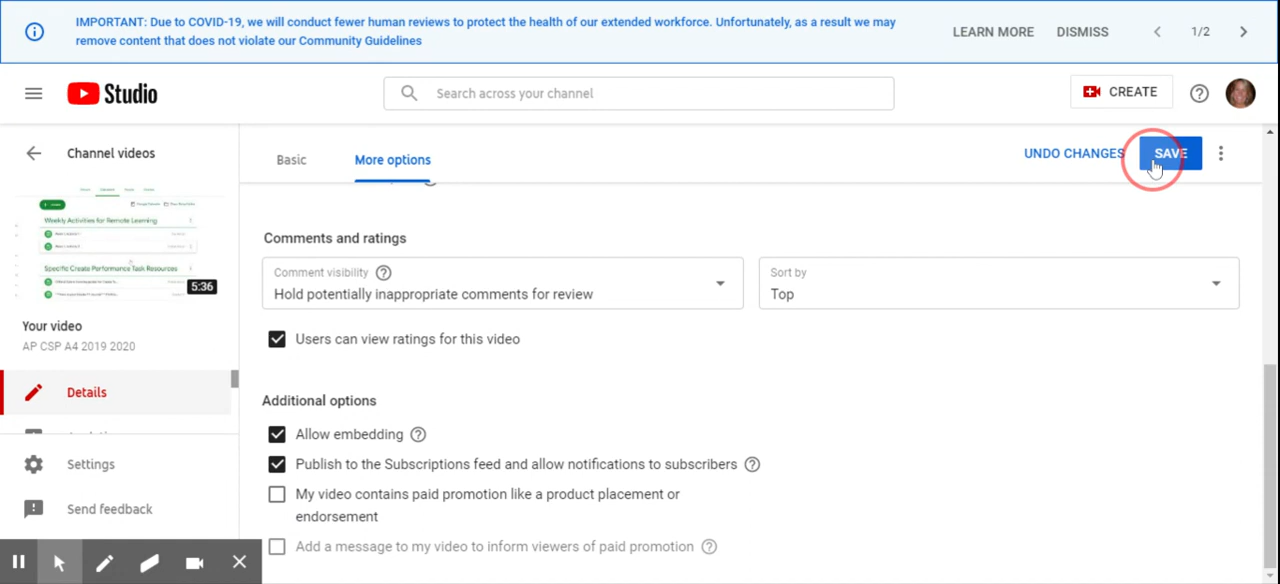 IMPORTANT: Due to COVID-19, we will conduct fewer human reviews to protect the health of our extended workforce. Unfortunately, as a result we may
remove content that does not violate our Community Guidelines
LEARN MORE
DISMISS
1/2
Studio
Search across your channel
CREATE
Channel videos
Basic
More options
UNDO CHANGES
SAVE
Weekly Activities for Remote Learning
Specific Create Performance Task Resources
5:36
Your video
AP CSP A4 2019 2020
Details
Settings
Send feedback
Comments and ratings
Comment visibility
Hold potentially inappropriate comments for review
Sort by
Top
Users can view ratings for this video
Additional options
Allow embedding
Publish to the Subscriptions feed and allow notifications to subscribers
My video contains paid promotion like a product placement or
endorsement
Add a message to my video to inform viewers of paid promotion